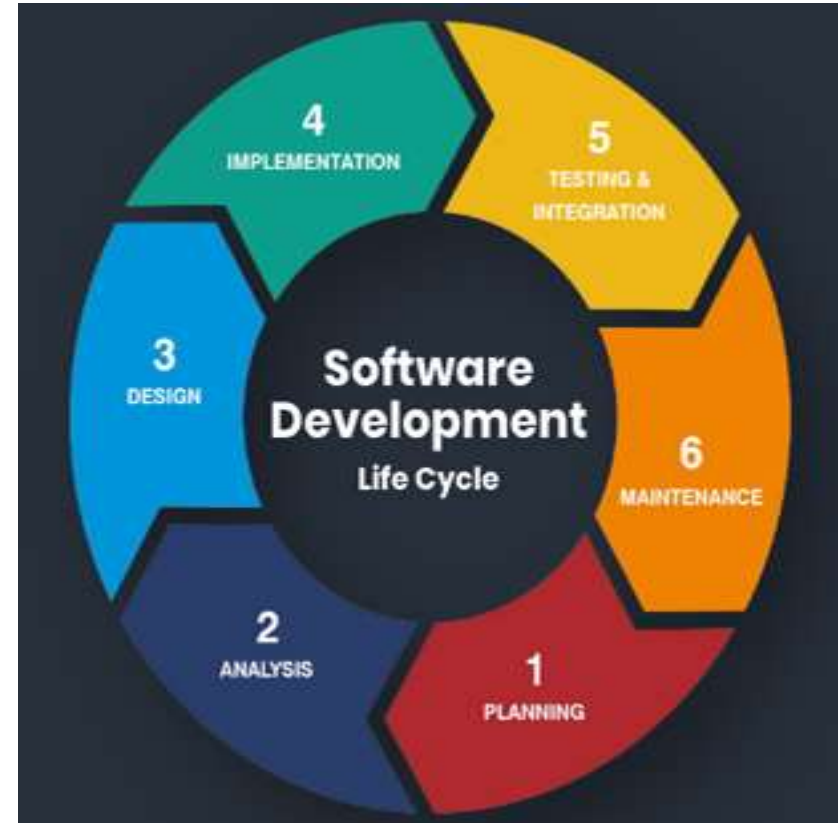 4
IMPLEMENTATION
5
TESTING &
INTEGRATION
3
DESIGN
Software
Development
Life Cycle
6
MAINTENANCE
2
ANALYSIS
1
PLANNING